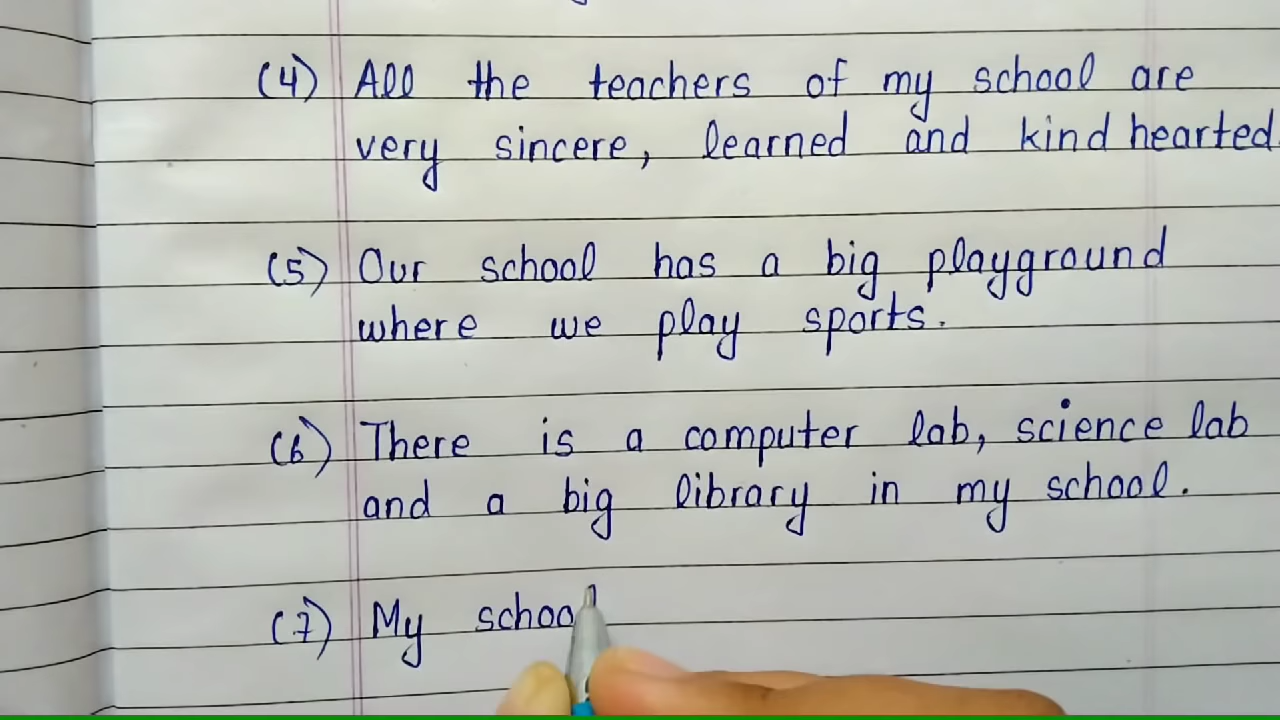 (4) All the teachers of my school are
very sincere, learned and kind hearted.
(5) Our school has a big playground
where we play sports.
(6) There is a computer lab, science lab
and a big library in my school.
(7) My school